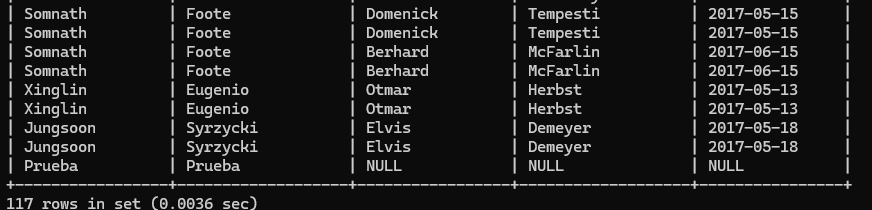 | Somnath | Foote | Domenick | Tempesti | 2017-05-15 |
| Somnath | Foote | Domenick | Tempesti | 2017-05-15 |
| Somnath | Foote | Berhard | McFarlin | 2017-06-15 |
| Somnath | Foote | Berhard | McFarlin | 2017-06-15 |
| Xinglin | Eugenio | Otmar | Herbst | 2017-05-13 |
| Xinglin | Eugenio | Otmar | Herbst | 2017-05-13 |
| Jungsoon | Syrzycki | Elvis | Demeyer | 2017-05-18 |
| Jungsoon | Syrzycki | Elvis | Demeyer | 2017-05-18 |
| Prueba | Prueba | NULL | NULL | NULL |
117 rows in set (0.0036 sec)